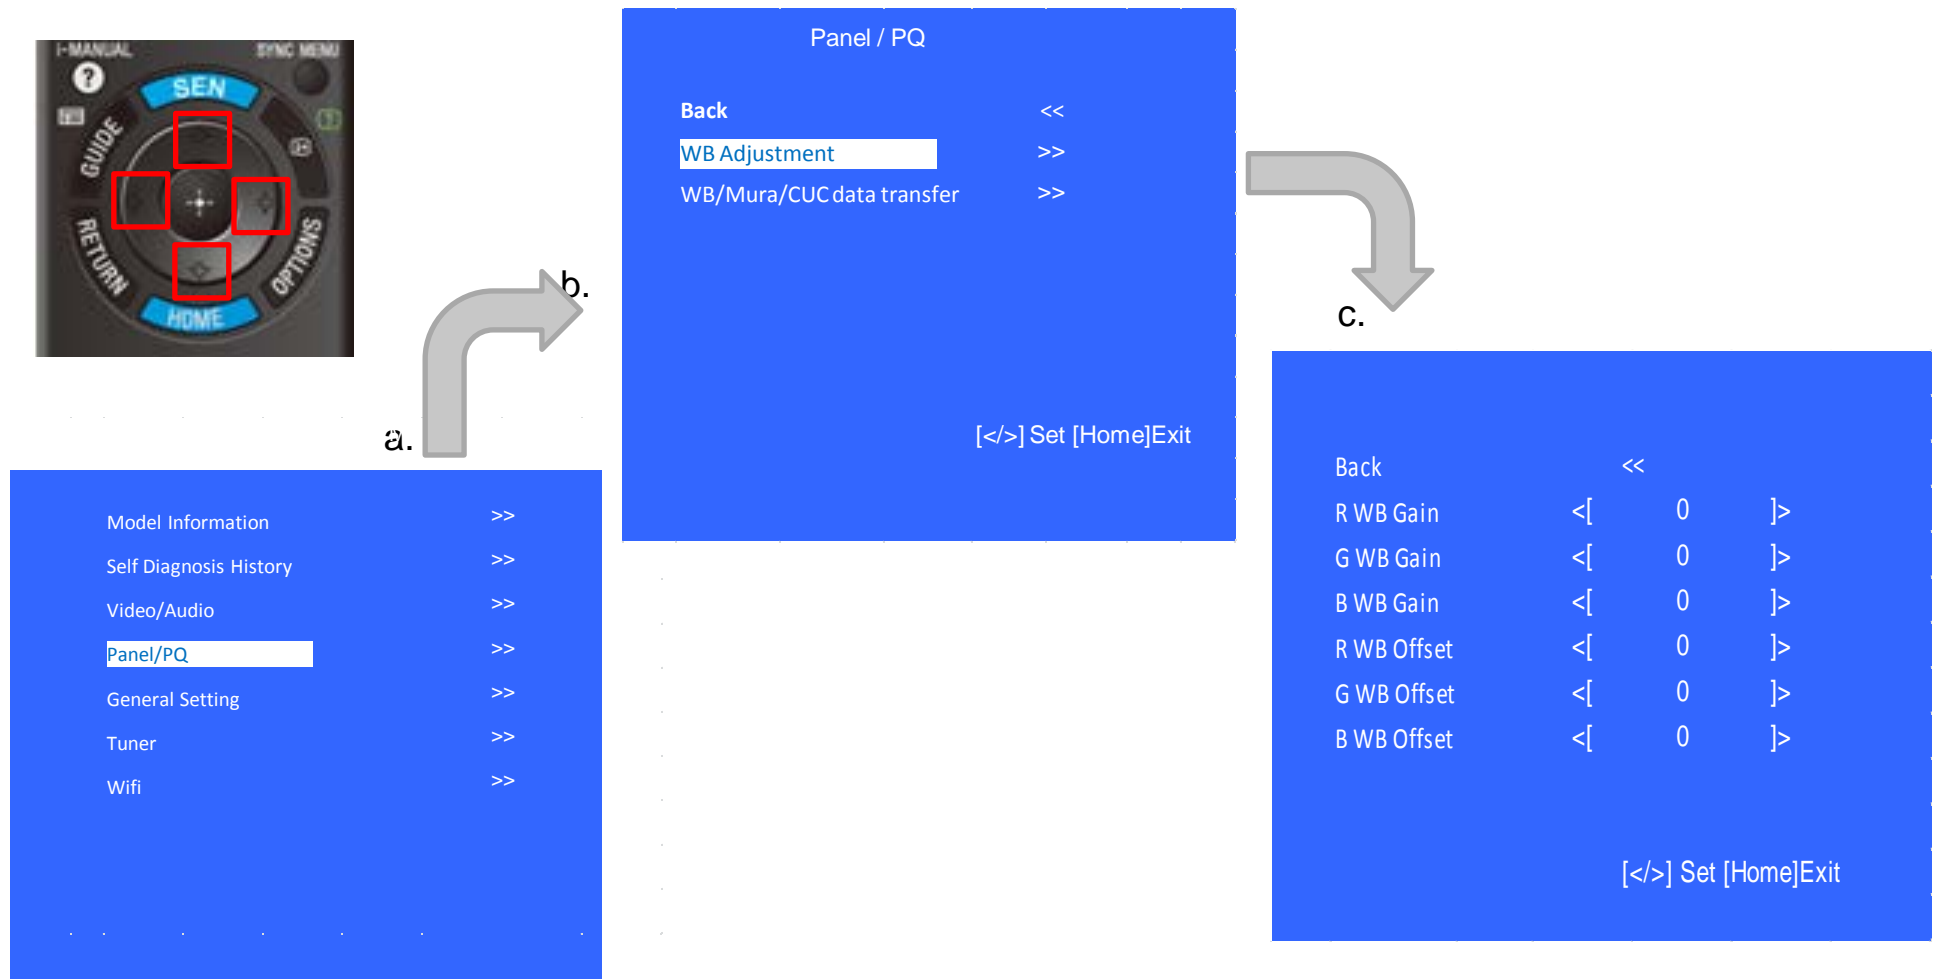 i-MANUAL SYNC MENU
?
SEN
GUIDE
RETURN
OPTIONS
HOME
a.
Model Information >>
Self Diagnosis History >>
Video/Audio >>
Panel/PQ >>
General Setting >>
Tuner >>
Wifi >>
b.
Panel / PQ
Back <<
WB Adjustment >>
WB/Mura/CUC data transfer >>
[</>] Set [Home]Exit
c.
Back <<
R WB Gain <[ 0 ]>
G WB Gain <[ 0 ]>
B WB Gain <[ 0 ]>
R WB Offset <[ 0 ]>
G WB Offset <[ 0 ]>
B WB Offset <[ 0 ]>
[</>] Set [Home]Exit